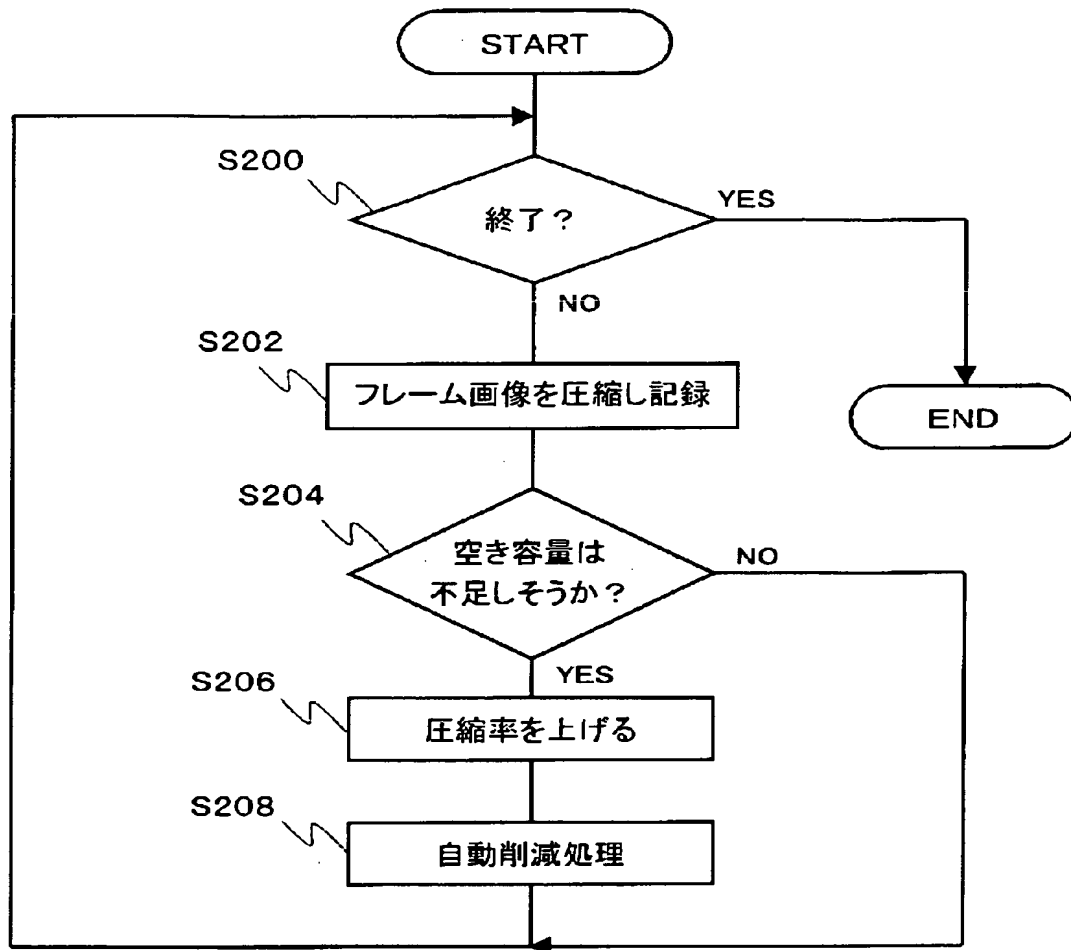 START
S200
終了?
YES
NO
S202
フレーム画像を圧縮し記録
END
S204
空き容量は
不足しそうか?
NO
YES
S206
圧縮率を上げる
S208
自動削減処理